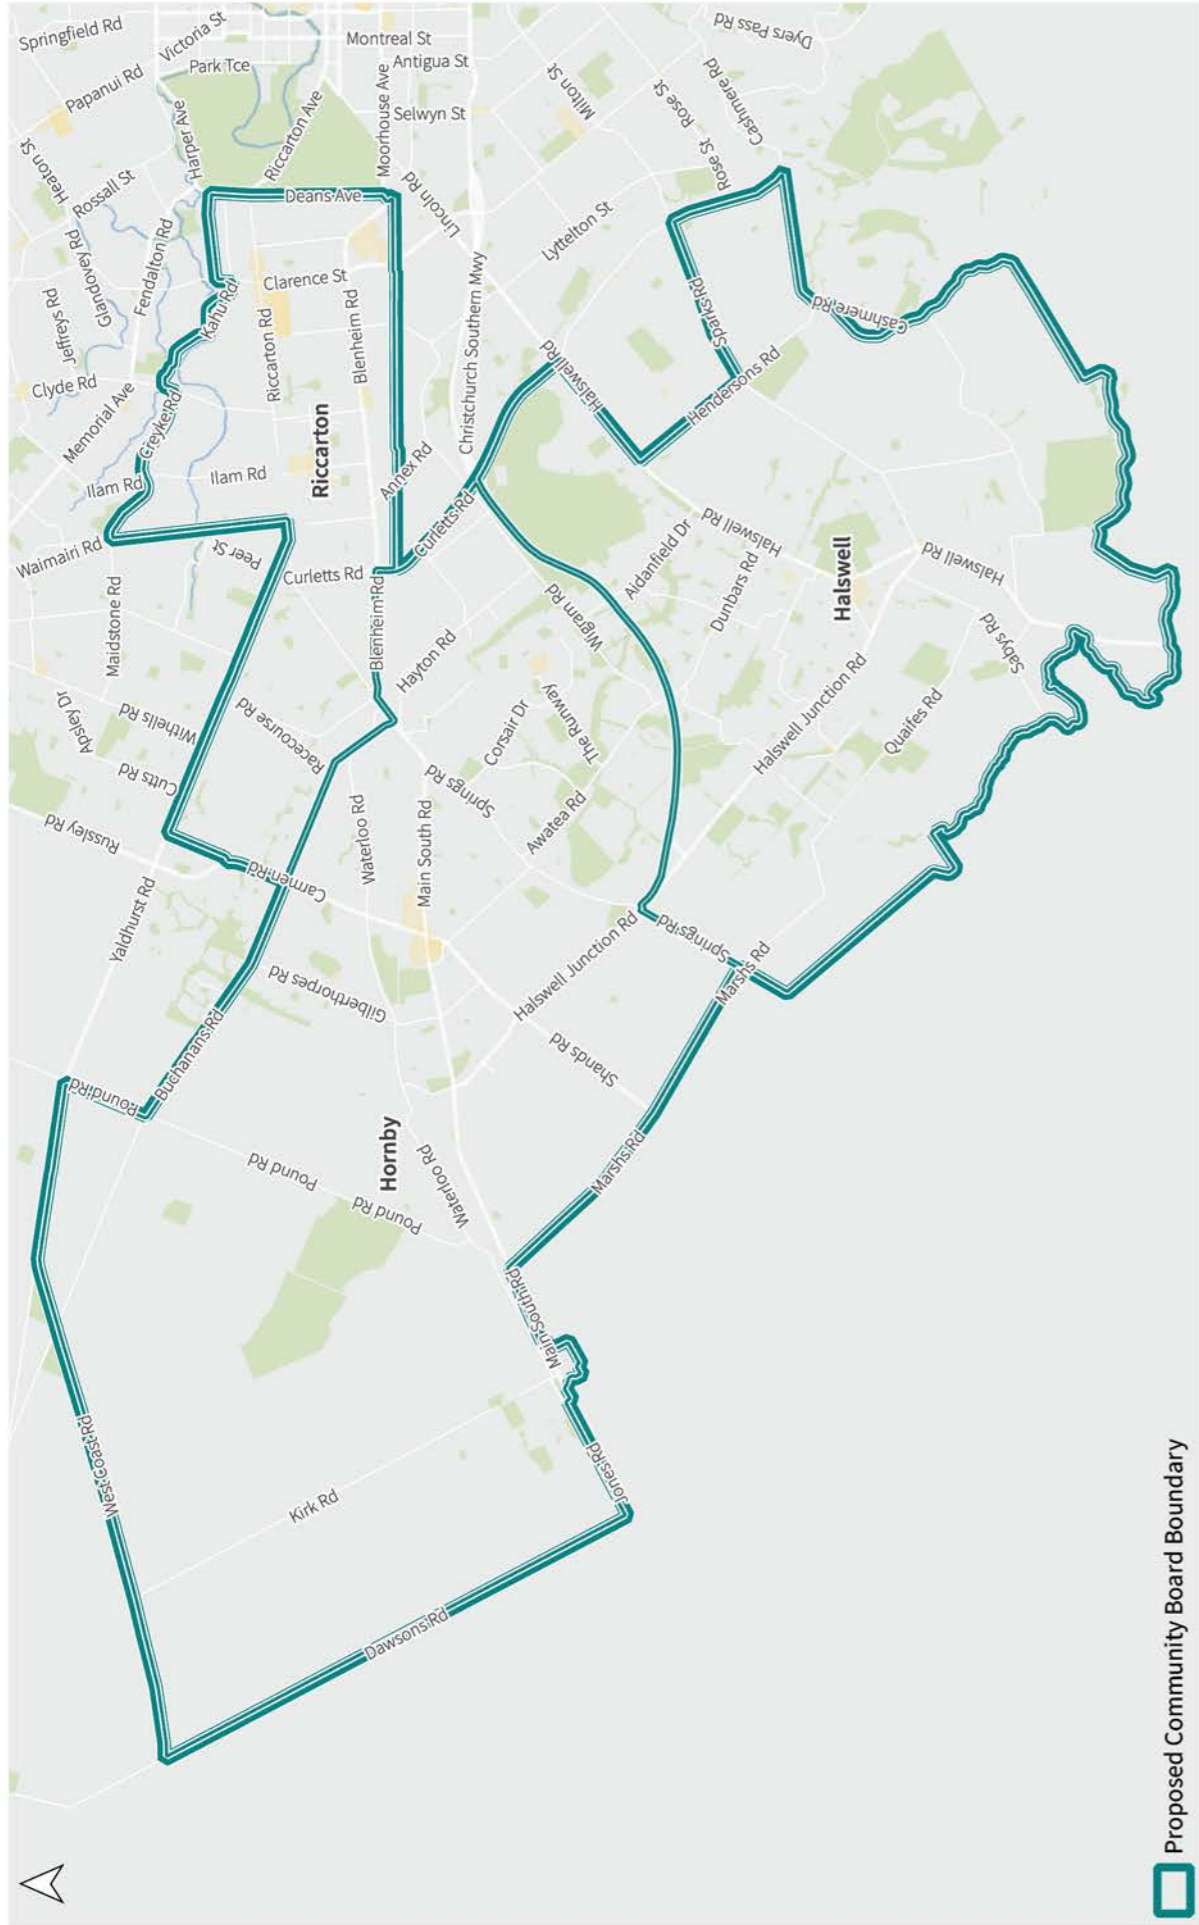 Springfield Rd
Victoria St
Montreal St
Papanui Rd
Park Tce
Antigua St
Dyers Pass Rd
Heaton St
Harper Ave
Riccarton Ave
Moorhouse Ave
Selwyn St
Milton St
Rose St
Rose St
Cashmere Rd
Rossall St
Deans Ave
Lincoln Rd
Glandovey Rd
Fendalton Rd
Lyttelton St
Jeffreys Rd
Kahu Rd
Clarence St
Christchurch Southern Mwy
Sparks Rd
Cashmere Rd
Clyde Rd
Memorial Ave
Riccarton Rd
Blenheim Rd
Halswell Rd
Halswell Rd
Hendersons Rd
Creyke Rd
Riccarton
Ilam Rd
Ilam Rd
Annex Rd
Curletts Rd
Waimairi Rd
Peer St
Curletts Rd
Halswell Rd
Aidanfield Dr
Dunbars Rd
Halswell
Halswell Rd
Maidstone Rd
Blenheim Rd
Hayton Rd
Wigram Rd
Sabys Rd
Apsley Dr
Withells Rd
Racecourse Rd
Corsair Dr
The Runway
Halswell Junction Rd
Quaifes Rd
Cutts Rd
Springs Rd
Russley Rd
Waterloo Rd
Main South Rd
Awatea Rd
Carmen Rd
Yaldhurst Rd
Halswell Junction Rd
Springs Rd
Marshs Rd
Gilberthorpes Rd
Buchanans Rd
Shands Rd
Pound Rd
Hornby
Pound Rd
Pound Rd
Waterloo Rd
Marshs Rd
Main South Rd
Main
West Coast Rd
Kirk Rd
Jones Rd
Dawsons Rd
Proposed Community Board Boundary